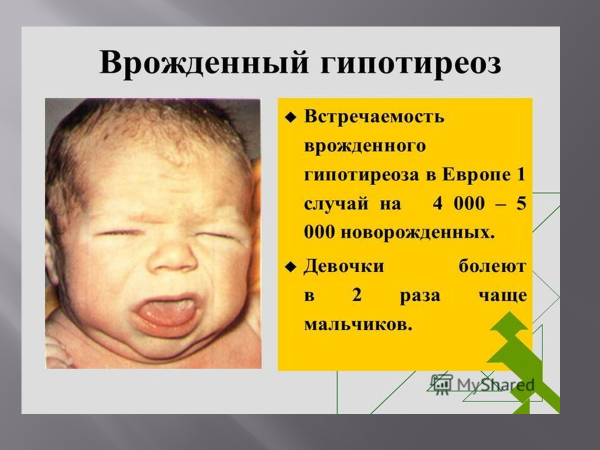 Врожденный гипотиреоз
◆ Встречаемость
врожденного
гипотиреоза в Европе 1
случай на 4 000 – 5
000 новорожденных.
◆ Девочки болеют
в 2 раза чаще
мальчиков.
MyShared